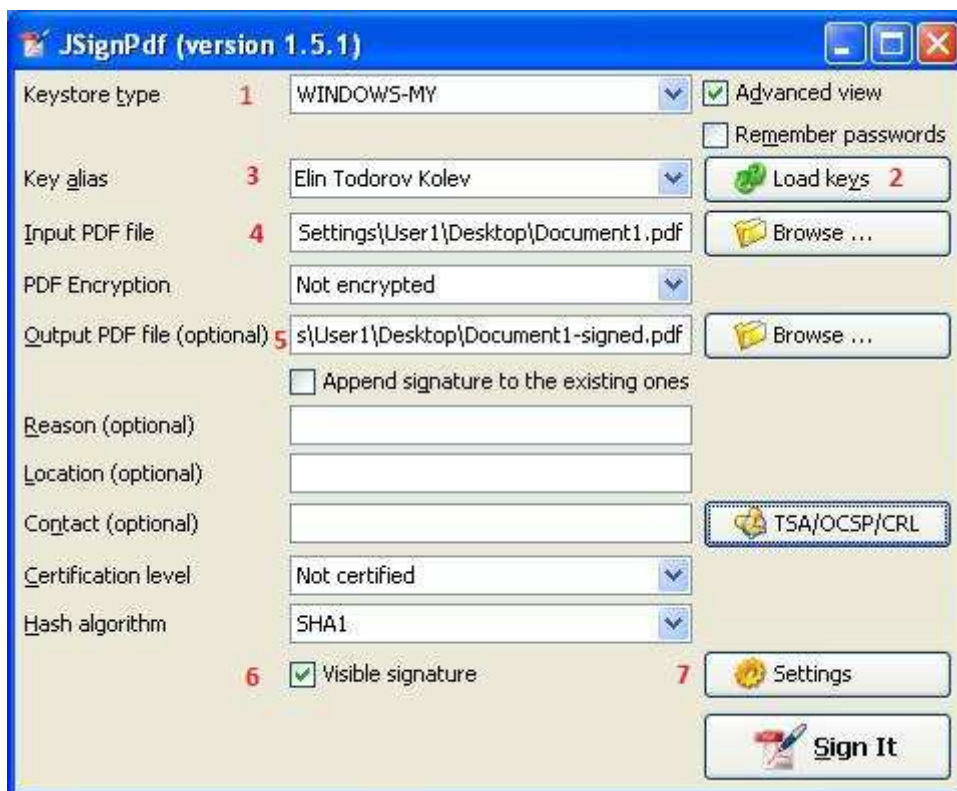 JSignPdf (version 1.5.1)
Keystore type 1 WINDOWS-MY Advanced view
Remember passwords
Key alias 3 Elin Todorov Kolev Load keys 2
Input PDF file 4 Settings\User1\Desktop\Document1.pdf Browse ...
PDF Encryption Not encrypted
Output PDF file (optional) 5 s\User1\Desktop\Document1-signed.pdf Browse ...
Append signature to the existing ones
Reason (optional)
Location (optional)
Contact (optional) TSA/OCSP/CRL
Certification level Not certified
Hash algorithm SHA1
6 Visible signature 7 Settings
Sign It